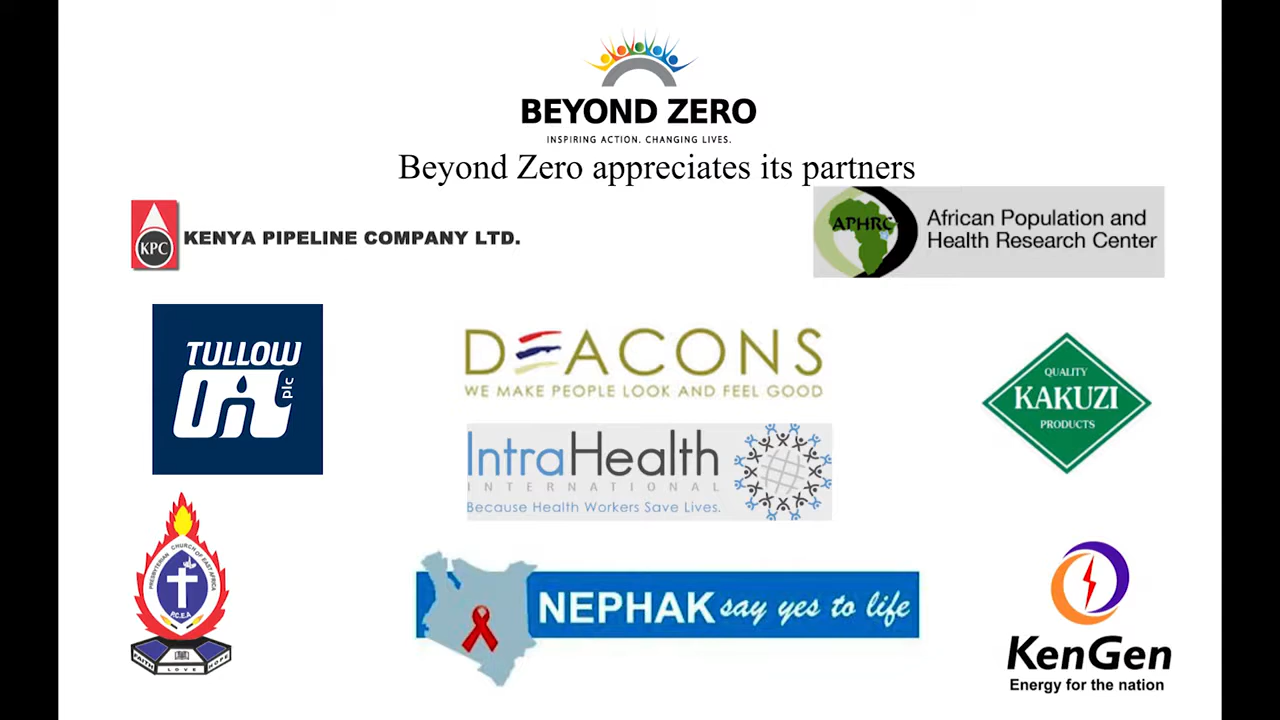 BEYOND ZERO
INSPIRING ACTION. CHANGING LIVES.
Beyond Zero appreciates its partners
KPC
KENYA PIPELINE COMPANY LTD.
APHRC
African Population and
Health Research Center
TULLOW
OIL plc
DEACONS
WE MAKE PEOPLE LOOK AND FEEL GOOD
QUALITY
KAKUZI
PRODUCTS
IntraHealth
INTERNATIONAL
Because Health Workers Save Lives.
PRESBYTERIAN CHURCH OF EAST AFRICA
P.C.E.A
FAITH LOVE HOPE
NEPHAK say yes to life
KenGen
Energy for the nation